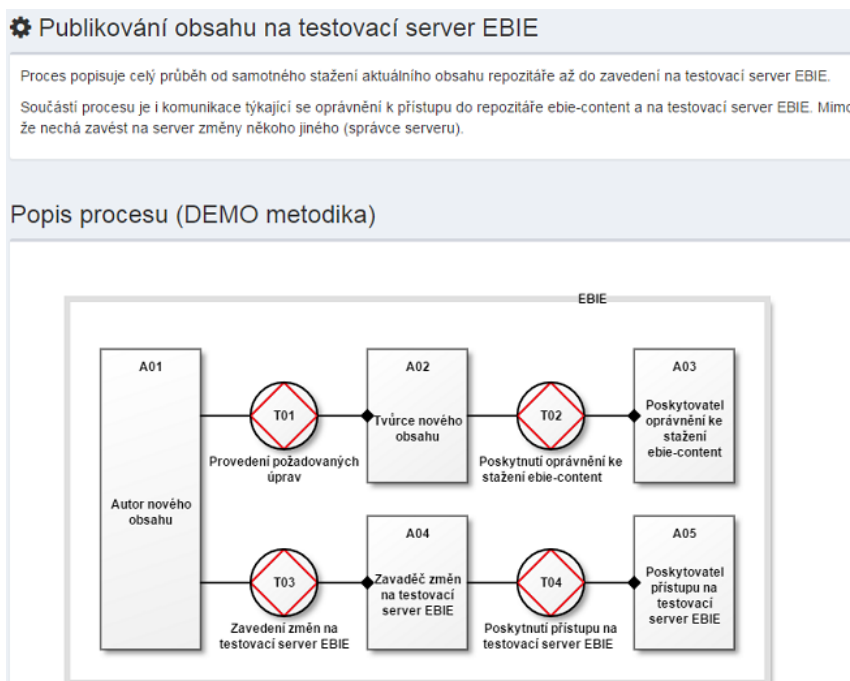 Publikování obsahu na testovací server EBIE
Proces popisuje celý průběh od samotného stažení aktuálního obsahu repozitáře až do zavedení na testovací server EBIE.
Součástí procesu je i komunikace týkající se oprávnění k přístupu do repozitáře ebie-content a na testovací server EBIE.
že nechá zavést na server změny někoho jiného (správce serveru).
Popis procesu (DEMO metodika)
EBIE
A01
Autor nového
obsahu
T01
Provedení požadovaných
úprav
A02
Tvůrce nového
obsahu
T02
Poskytnutí oprávnění ke
stažení ebie-content
A03
Poskytovatel
oprávnění ke
stažení
ebie-content
T03
Zavedení změn na
testovací server EBIE
A04
Zavaděč změn
na testovací
server EBIE
T04
Poskytnutí přístupu na
testovací server EBIE
A05
Poskytovatel
přístupu na
testovací
server EBIE